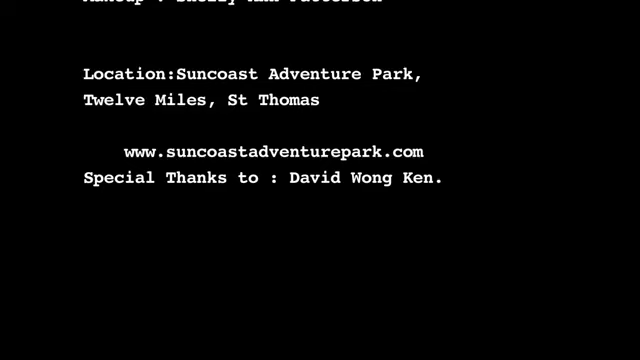 Location:Suncoast Adventure Park,
Twelve Miles, St Thomas
www.suncoastadventurepark.com
Special Thanks to : David Wong Ken.